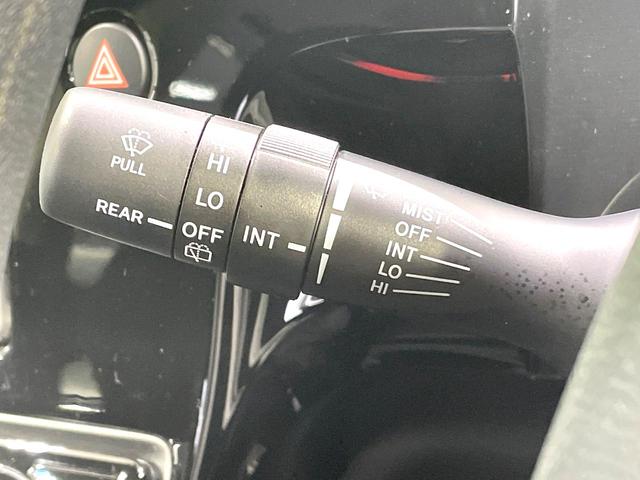 PULL
REAR
HI
LO
OFF
INT
MIST
OFF
INT
LO
HI